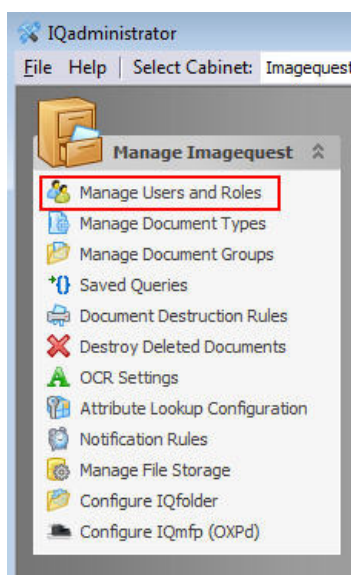 IQadministrator
File Help Select Cabinet: Imagequest
Manage Imagequest
Manage Users and Roles
Manage Document Types
Manage Document Groups
Saved Queries
Document Destruction Rules
Destroy Deleted Documents
OCR Settings
Attribute Lookup Configuration
Notification Rules
Manage File Storage
Configure IQfolder
Configure IQmfp (OXPd)